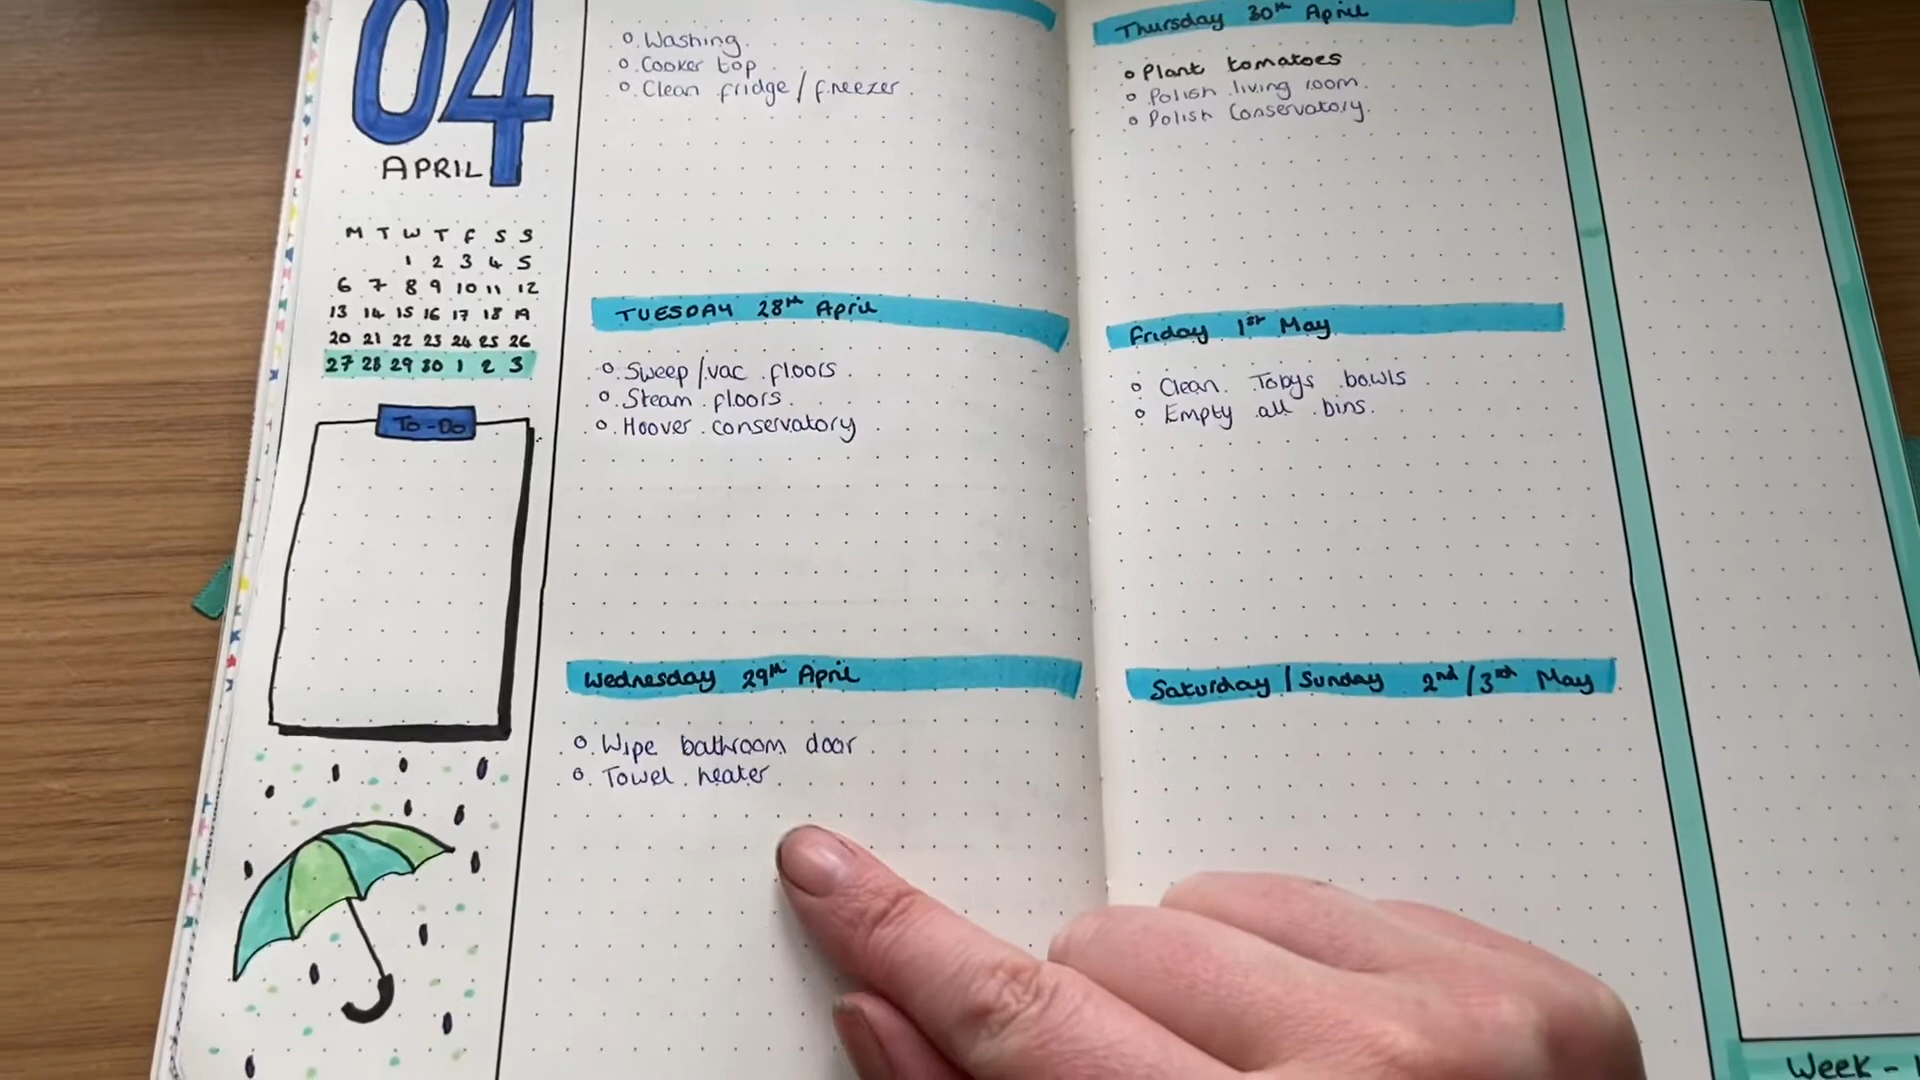 04
APRIL
M T W T F S S
1 2 3 4 5
6 7 8 9 10 11 12
13 14 15 16 17 18 19
20 21 22 23 24 25 26
27 28 29 30 1 2 3
To-Do
Washing
Cooker top
Clean fridge/freezer
TUESDAY 28th April
Sweep/vac floors
Steam floors
Hoover conservatory
Wednesday 29th April
Wipe bathroom door
Towel heater
Thursday 30th April
Plant tomatoes
Polish living room
Polish Conservatory
Friday 1st May
Clean Tobys bowls
Empty all bins
Saturday/Sunday 2nd/3rd May
Week -